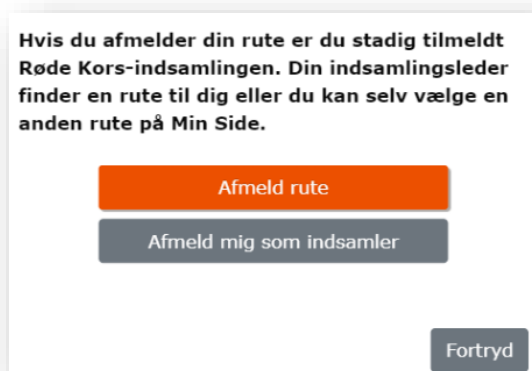 Hvis du afmelder din rute er du stadig tilmeldt
Røde Kors-indsamlingen. Din indsamlingsleder
finder en rute til dig eller du kan selv vælge en
anden rute på Min Side.
Afmeld rute
Afmeld mig som indsamler
Fortryd